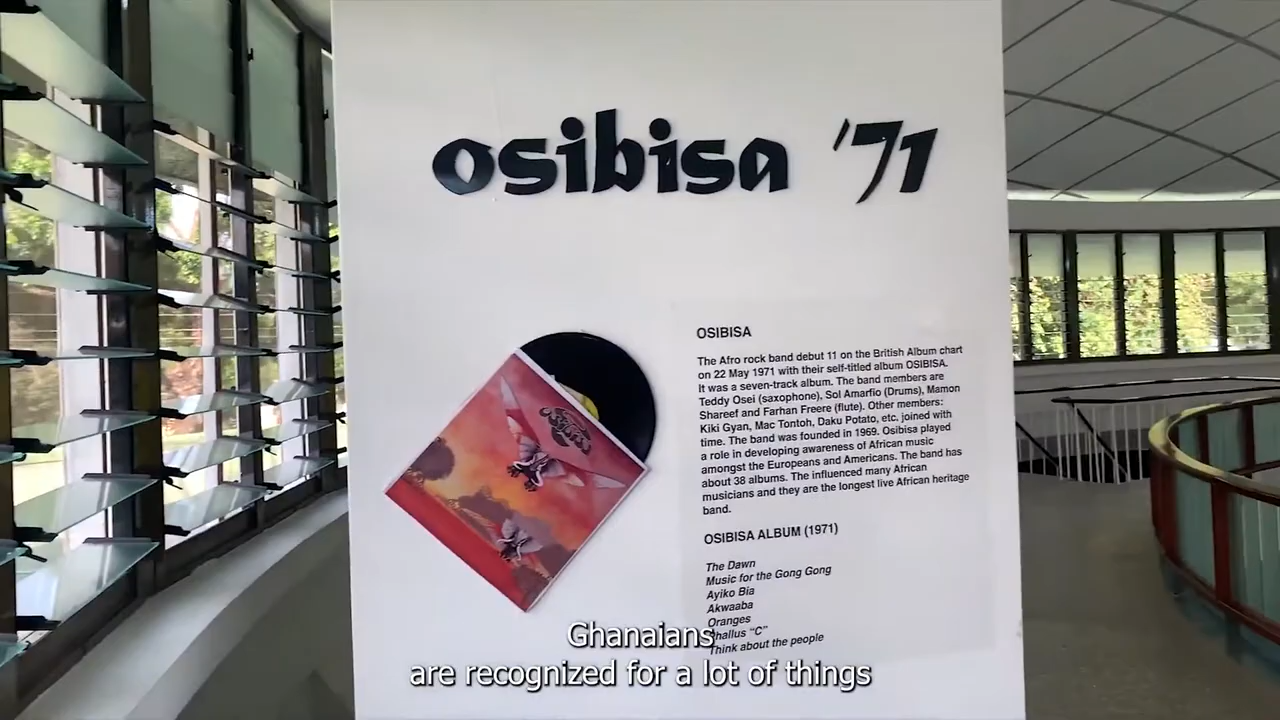 osibisa '71
OSIBISA
The Afro rock band debut 11 on the British Album chart
on 22 May 1971 with their self-titled album OSIBISA.
It was a seven-track album. The band members are
Teddy Osei (saxophone), Sol Amarfio (Drums), Mamon
Shareef and Farhan Freere (flute). Other members:
Kiki Gyan, Mac Tontoh, Daku Potato, etc. joined with
time. The band was founded in 1969. Osibisa played
a role in developing awareness of African music
amongst the Europeans and Americans. The band has
about 38 albums. The influenced many African
musicians and they are the longest live African heritage
band.
OSIBISA ALBUM (1971)
The Dawn
Music for the Gong Gong
Ayiko Bia
Akwaaba
Oranges
Phallus "C"
Think about the people
Ghanaians
are recognized for a lot of things